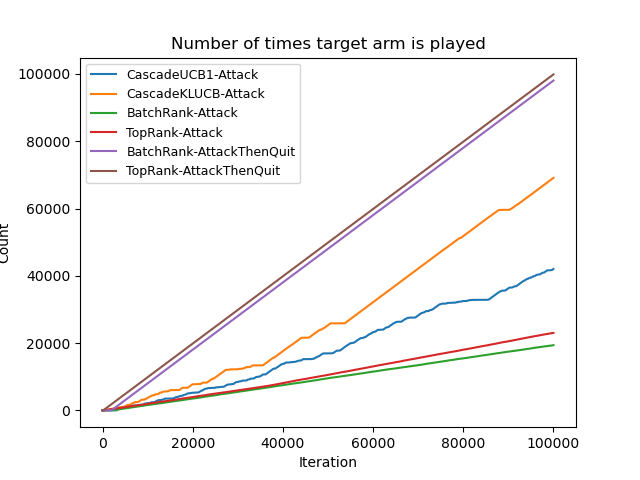 Number of times target arm is played
CascadeUCB1-Attack
CascadeKLUCB-Attack
BatchRank-Attack
TopRank-Attack
BatchRank-AttackThenQuit
TopRank-AttackThenQuit
100000
80000
60000
40000
20000
0
Count
0 20000 40000 60000 80000 100000
Iteration